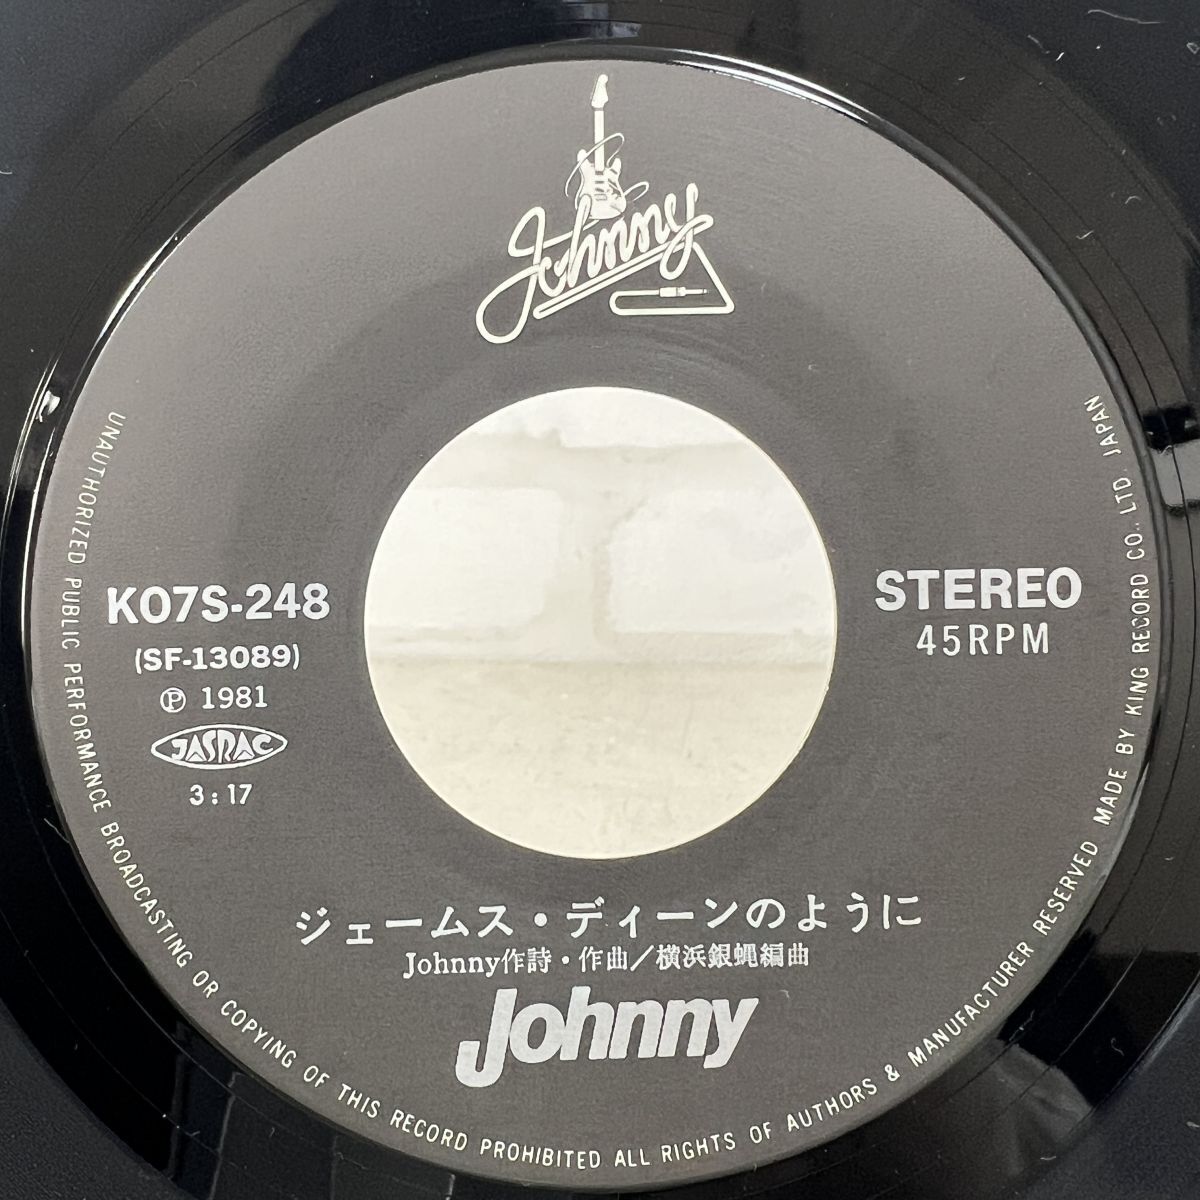 Johnny
K07S-248
(SF-13089)
Ⓟ 1981
JASRAC
3:17
STEREO
45RPM
ジェームス・ディーンのように
Johnny作詩・作曲／横浜銀蝿編曲
Johnny
UNAUTHORIZED PUBLIC PERFORMANCE BROADCASTING OR COPYING OF THIS RECORD PROHIBITED ALL RIGHTS OF AUTHORS & MANUFACTURER RESERVED MADE BY KING RECORD CO., LTD. JAPAN